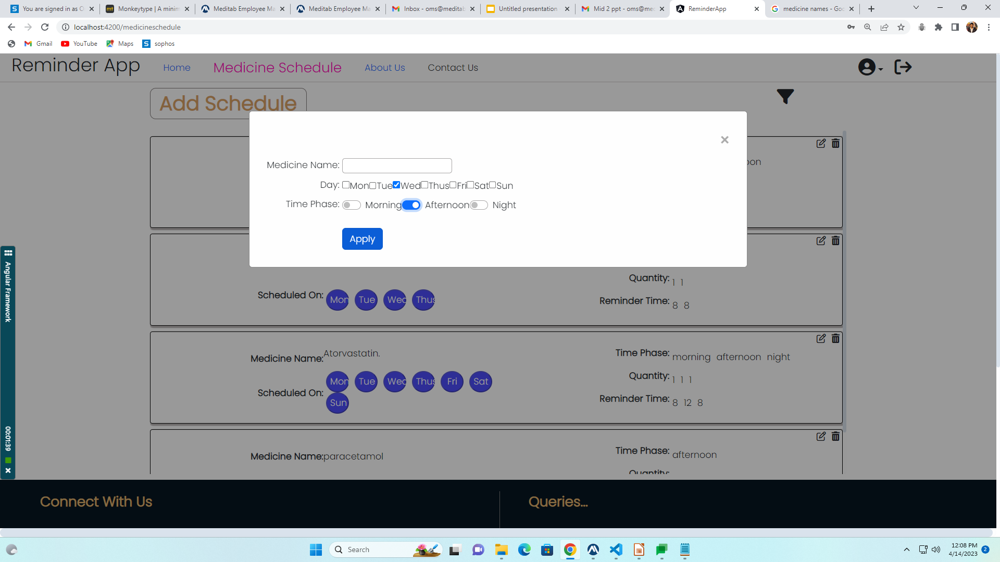 You are signed in as O
Monkeytype | A minim
Meditab Employee Ma
Meditab Employee Ma
Inbox - oms@meditab
Untitled presentation
Mid 2 ppt - oms@med
ReminderApp
medicine names - Goo
localhost:4200/medicineschedule
Gmail
YouTube
Maps
sophos
Reminder App
Home
Medicine Schedule
About Us
Contact Us
Add Schedule
×
oon
Medicine Name:
Day: Mon Tue Wed Thus Fri Sat Sun
Time Phase: Morning Afternoon Night
Apply
Quantity: 1 1
Scheduled On: Mon Tue Wed Thus
Reminder Time: 8 8
Medicine Name: Atorvastatin.
Time Phase: morning afternoon night
Quantity: 1 1 1
Scheduled On: Mon Tue Wed Thus Fri Sat
Sun
Reminder Time: 8 12 8
Medicine Name: paracetamol
Time Phase: afternoon
Quantity:
Angular Framework
00:01:39
Connect With Us
Queries...
Search
12:08 PM
4/14/2023
2